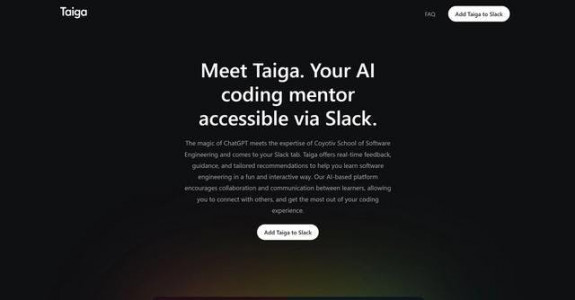 Taiga
FAQ
Add Taiga to Slack
Meet Taiga. Your AI
coding mentor
accessible via Slack.
The magic of ChatGPT meets the expertise of Coyotiv School of Software
Engineering and comes to your Slack tab. Taiga offers real-time feedback,
guidance, and tailored recommendations to help you learn software
engineering in a fun and interactive way. Our AI-based platform
encourages collaboration and communication between learners, allowing
you to connect with others, and get the most out of your coding
experience.
Add Taiga to Slack